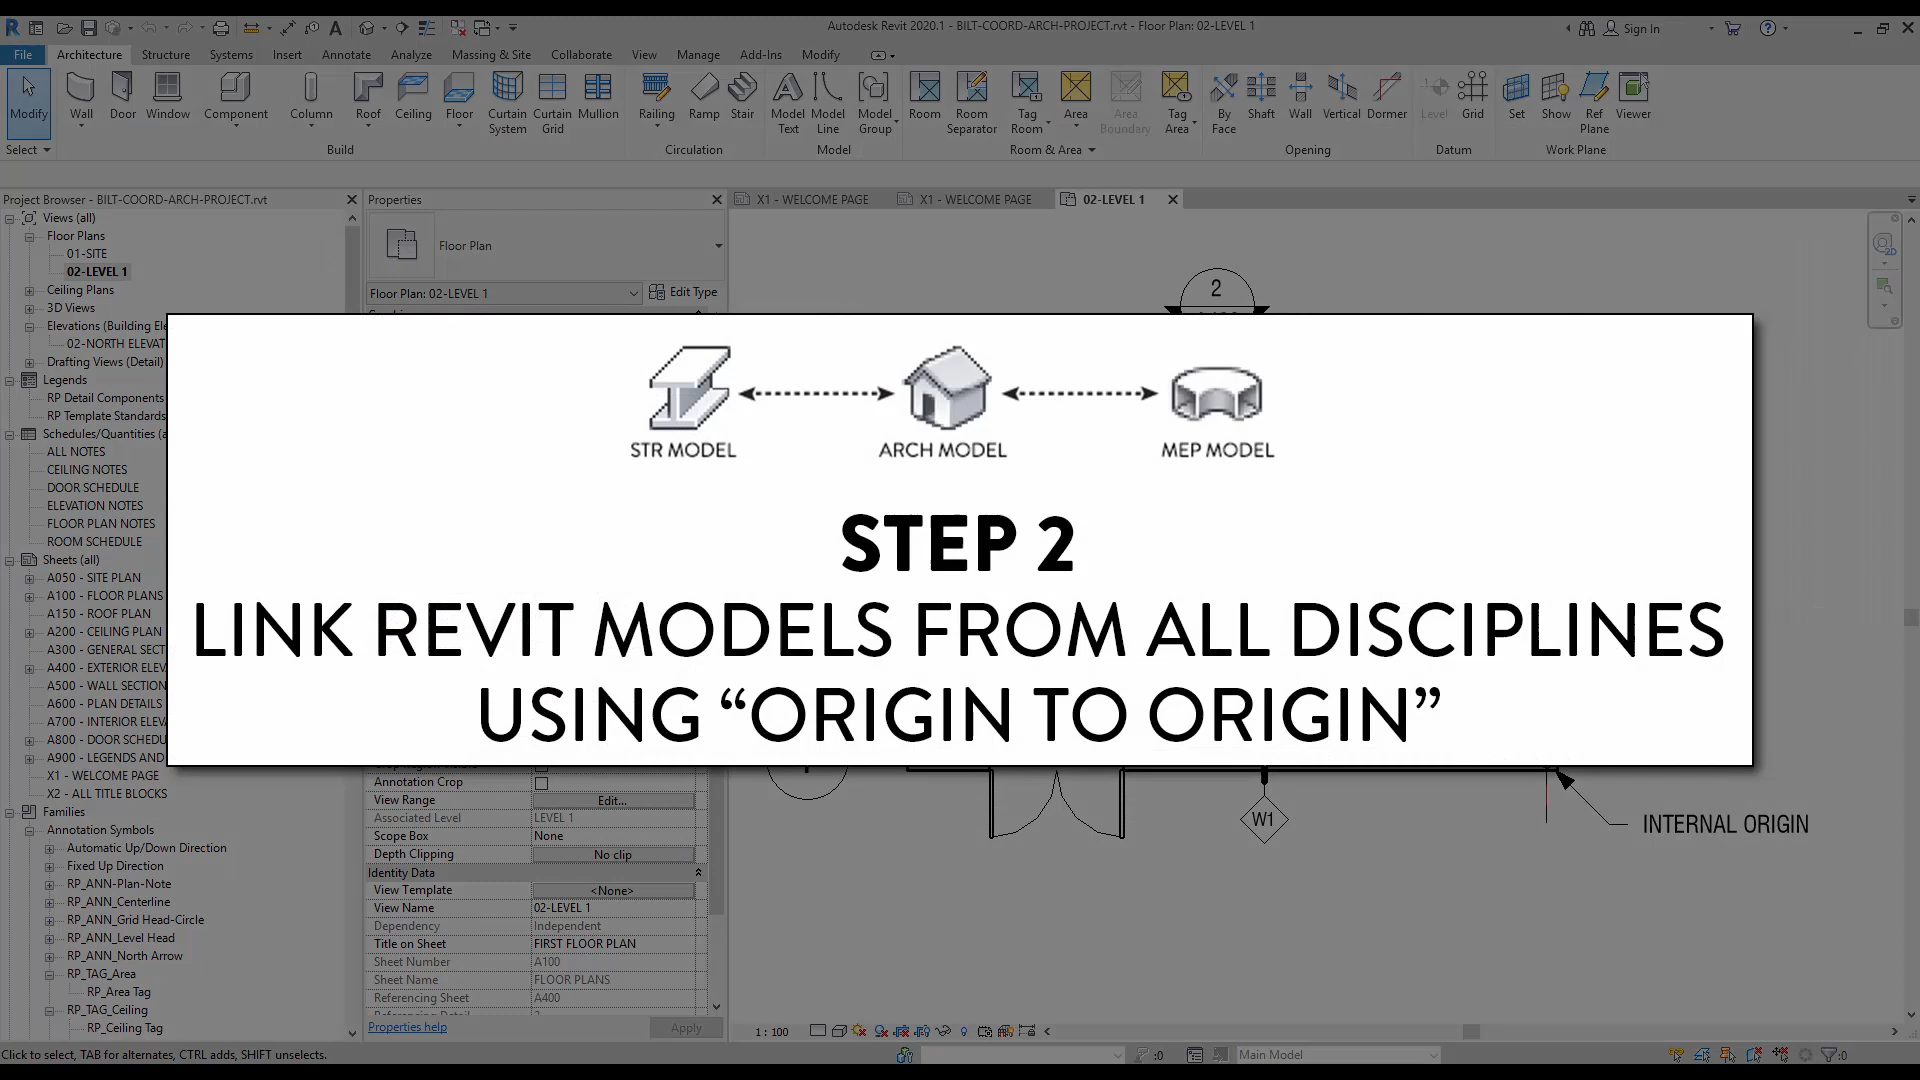 Autodesk Revit 2020.1 - BILT-COORD-ARCH-PROJECT.rvt - Floor Plan: 02-LEVEL 1
Sign In
File
Architecture
Structure
Systems
Insert
Annotate
Analyze
Massing & Site
Collaborate
View
Manage
Add-Ins
Modify
Modify
Wall
Door
Window
Component
Column
Roof
Ceiling
Floor
Curtain System
Curtain Grid
Mullion
Railing
Ramp
Stair
Model Text
Model Line
Model Group
Room
Room Separator
Tag Room
Area
Area Boundary
Tag Area
By Face
Shaft
Wall
Vertical
Dormer
Level
Grid
Set
Show
Ref Plane
Viewer
Select
Build
Circulation
Model
Room & Area
Opening
Datum
Work Plane
Project Browser - BILT-COORD-ARCH-PROJECT.rvt
Views (all)
Floor Plans
01-SITE
02-LEVEL 1
Ceiling Plans
3D Views
Elevations (Building Ele
02-NORTH ELEVAT
Drafting Views (Detail)
Legends
RP Detail Components
RP Template Standards
Schedules/Quantities (a
ALL NOTES
CEILING NOTES
DOOR SCHEDULE
ELEVATION NOTES
FLOOR PLAN NOTES
ROOM SCHEDULE
Sheets (all)
A050 - SITE PLAN
A100 - FLOOR PLANS
A150 - ROOF PLAN
A200 - CEILING PLAN
A300 - GENERAL SECT
A400 - EXTERIOR ELEV
A500 - WALL SECTION
A600 - PLAN DETAILS
A700 - INTERIOR ELEV
A800 - DOOR SCHEDU
A900 - LEGENDS AND
X1 - WELCOME PAGE
X2 - ALL TITLE BLOCKS
Families
Annotation Symbols
Automatic Up/Down Direction
Fixed Up Direction
RP_ANN-Plan-Note
RP_ANN_Centerline
RP_ANN_Grid Head-Circle
RP_ANN_Level Head
RP_ANN_North Arrow
RP_TAG_Area
RP_Area Tag
RP_TAG_Ceiling
RP_Ceiling Tag
Properties
Floor Plan
Floor Plan: 02-LEVEL 1
Edit Type
X1 - WELCOME PAGE
X1 - WELCOME PAGE
02-LEVEL 1
2
STR MODEL
ARCH MODEL
MEP MODEL
STEP 2
LINK REVIT MODELS FROM ALL DISCIPLINES
USING “ORIGIN TO ORIGIN”
Annotation Crop
View Range Edit...
Associated Level LEVEL 1
Scope Box None
Depth Clipping No clip
Identity Data
View Template <None>
View Name 02-LEVEL 1
Dependency Independent
Title on Sheet FIRST FLOOR PLAN
Sheet Number A100
Sheet Name FLOOR PLANS
Referencing Sheet A400
Properties help
Apply
W1
INTERNAL ORIGIN
1 : 100
Click to select, TAB for alternates, CTRL adds, SHIFT unselects.
:0
Main Model
:0